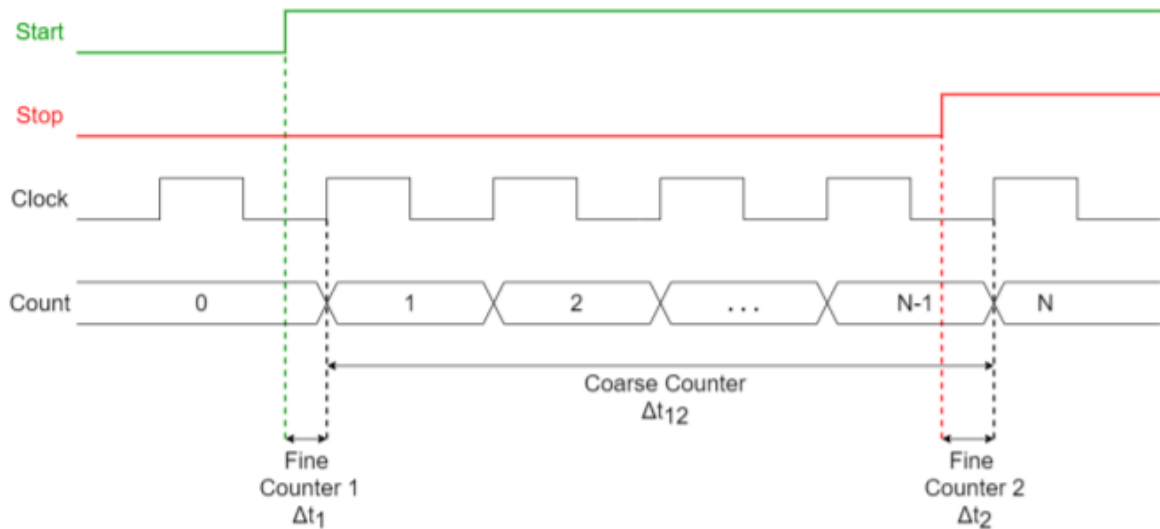 Start
Stop
Clock
Count
0
1
2
...
N-1
N
Coarse Counter
Δt12
Fine
Counter 1
Δt1
Fine
Counter 2
Δt2